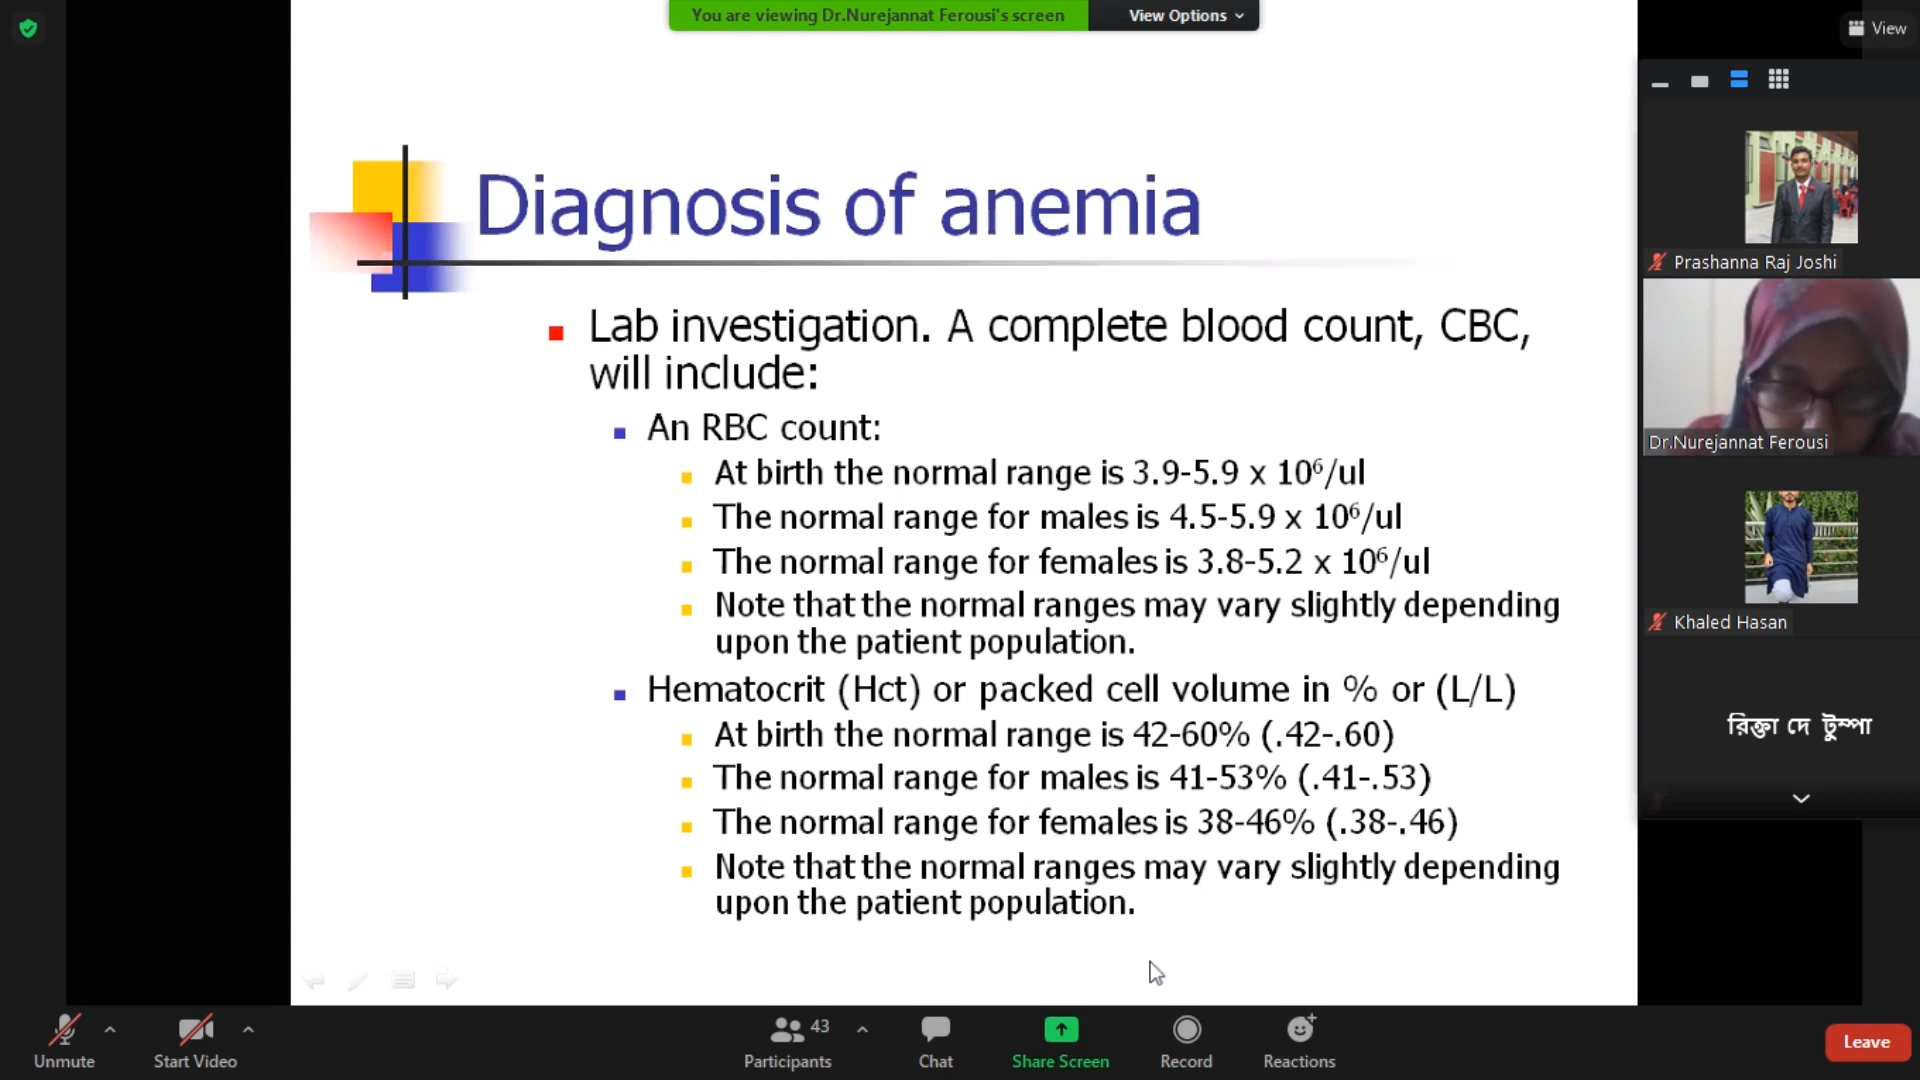 You are viewing Dr.Nurejannat Ferousi's screen
View Options
View
Diagnosis of anemia
Lab investigation. A complete blood count, CBC,
will include:
An RBC count:
At birth the normal range is 3.9-5.9 x 10⁶/ul
The normal range for males is 4.5-5.9 x 10⁶/ul
The normal range for females is 3.8-5.2 x 10⁶/ul
Note that the normal ranges may vary slightly depending
upon the patient population.
Hematocrit (Hct) or packed cell volume in % or (L/L)
At birth the normal range is 42-60% (.42-.60)
The normal range for males is 41-53% (.41-.53)
The normal range for females is 38-46% (.38-.46)
Note that the normal ranges may vary slightly depending
upon the patient population.
Prashanna Raj Joshi
Dr.Nurejannat Ferousi
Khaled Hasan
রিক্তা দে টুম্পা
Unmute
Start Video
43
Participants
Chat
Share Screen
Record
Reactions
Leave